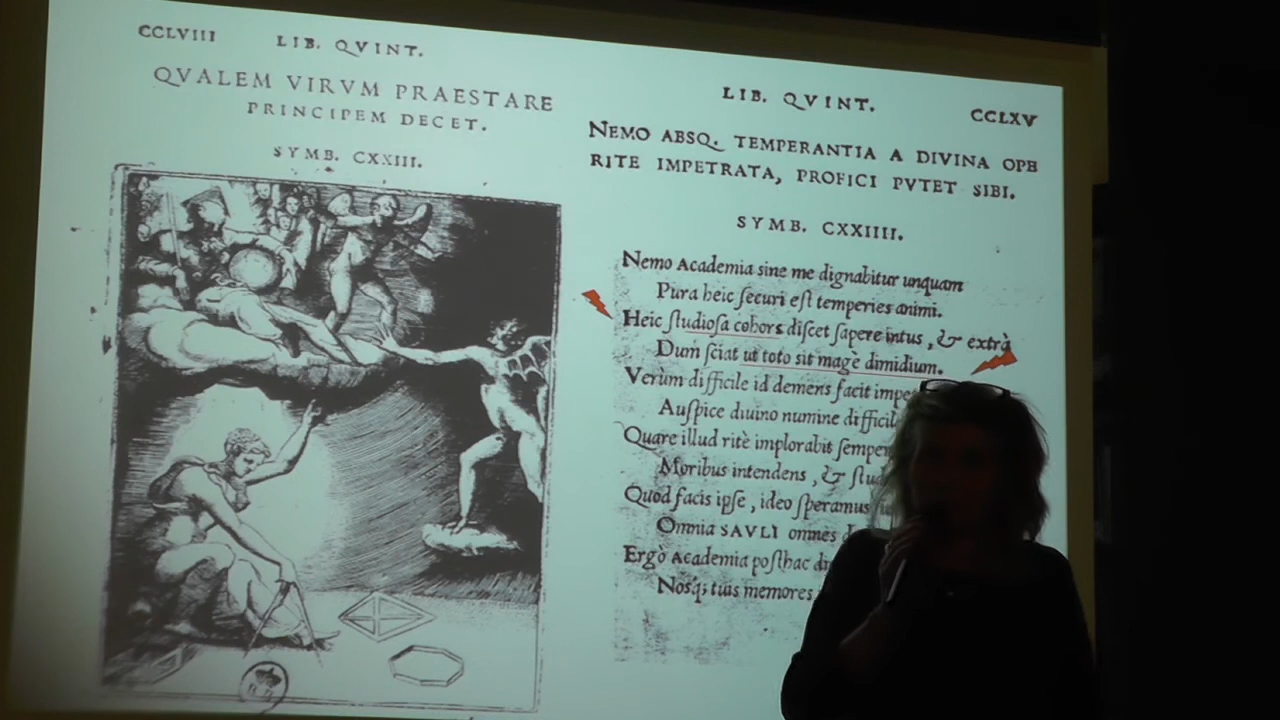 CCLVIII LIB. QVINT.
QVALEM VIRVM PRAESTARE
PRINCIPEM DECET.
SYMB. CXXIII.
LIB. QVINT. CCLXV
NEMO ABSQ. TEMPERANTIA A DIVINA OPE
RITE IMPETRATA, PROFICI PVTET SIBI.
SYMB. CXXIIII.
Nemo Academia sine me dignabitur unquam
Pura heic ſecuri eſt temperies animi.
Heic ſtudioſa cohors diſcet ſapere intus, & extrà
Dum ſciat ut toto sit mage dimidium.
Verùm difficile id demens facit
Auſpice diuino numine
Quare illud ritè implorabit ſemper
Moribus intendens, &
Quod facis ipſe, ideo ſperamus
Omnia SAVLI omnes
Ergò Academia poſthac
Nosq; tuis memores